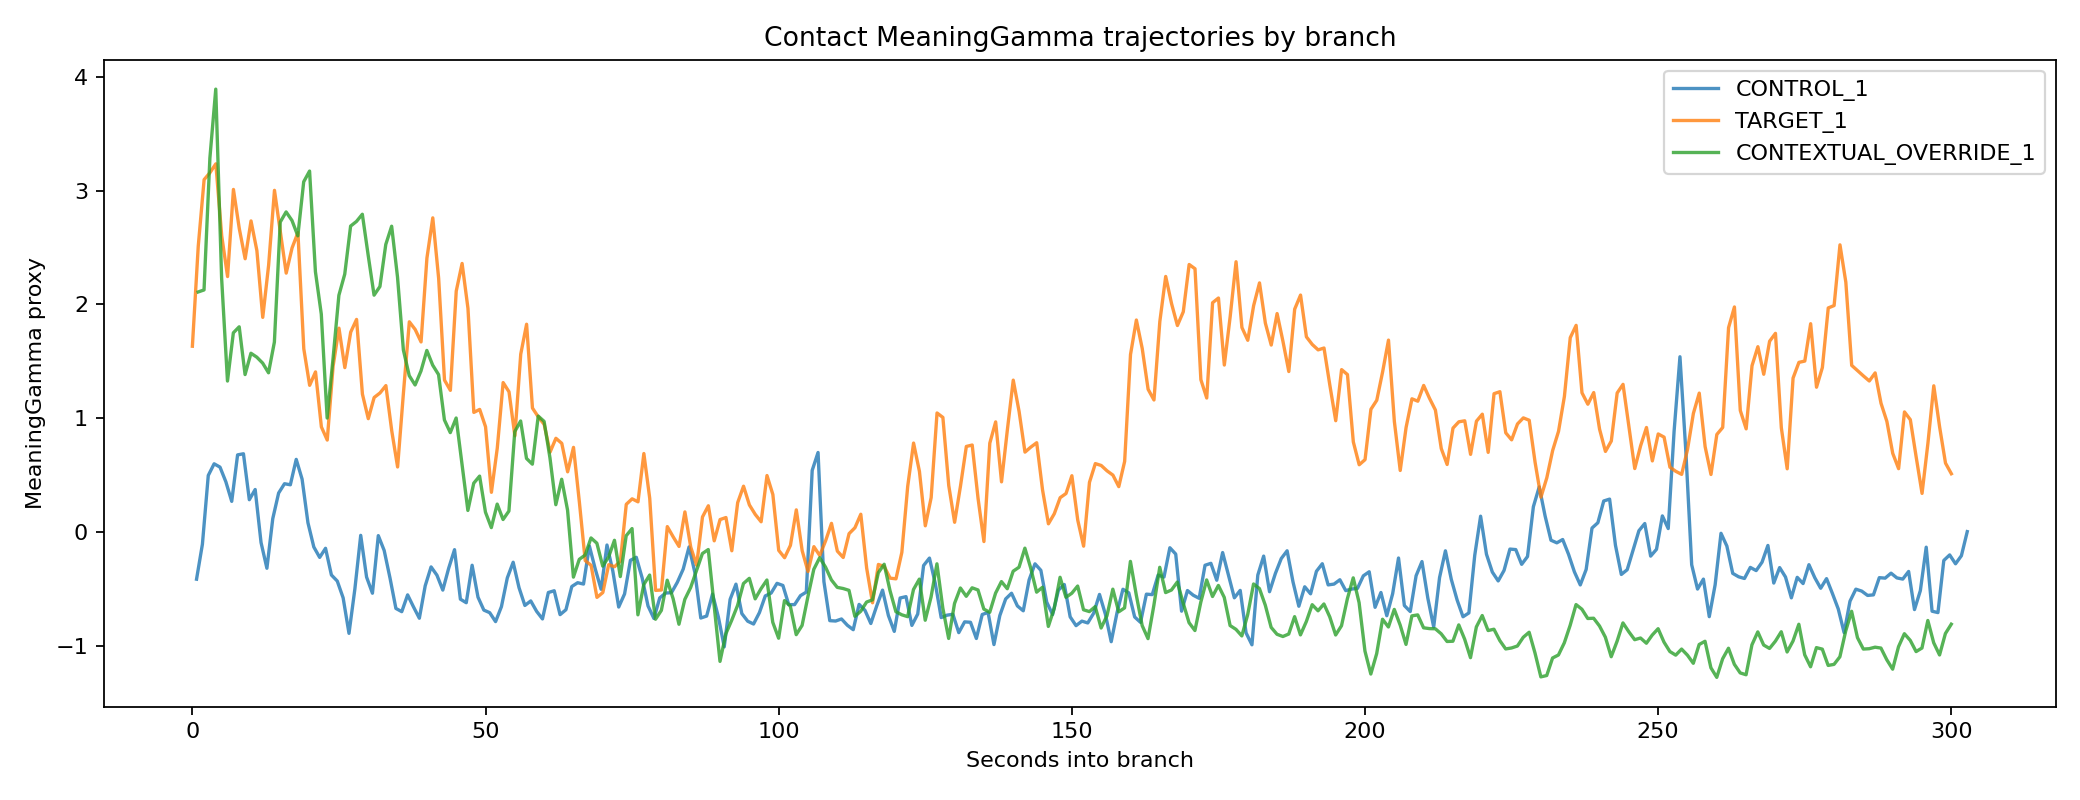 Contact MeaningGamma trajectories by branch
CONTROL_1
TARGET_1
CONTEXTUAL_OVERRIDE_1
MeaningGamma proxy
4
3
2
1
0
−1
0 50 100 150 200 250 300
Seconds into branch